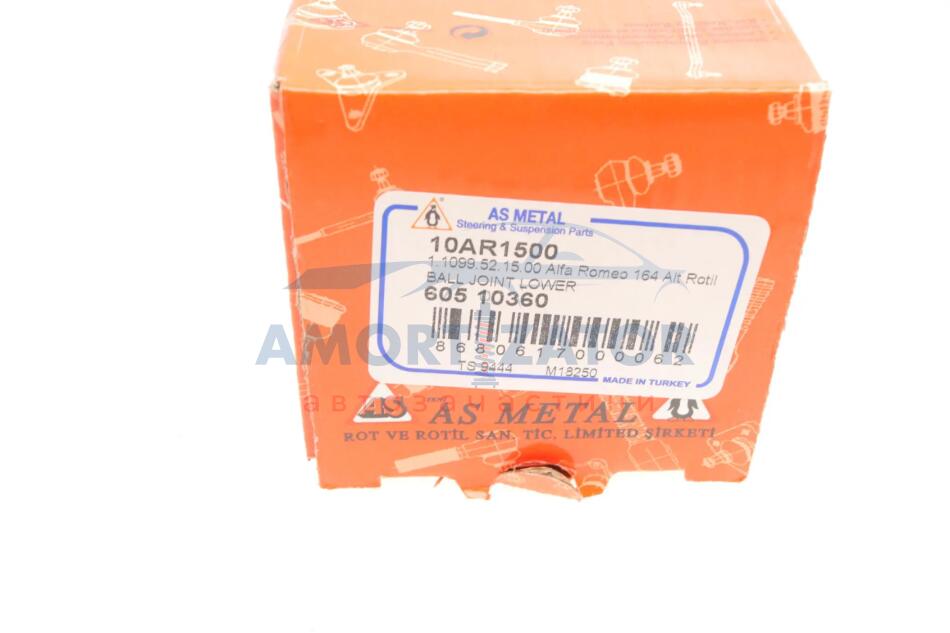 AS METAL
Steering & Suspension Parts
10AR1500
1.1099.52.15.00 Alfa Romeo 164 Alt Rotil
BALL JOINT LOWER
605 10360
AMORTIZATOR
8680617000062
TS 9444 M18250
MADE IN TURKEY
автозапчастини
AS METAL
ROT VE ROTİL SAN. TİC. LIMITED ŞİRKETİ